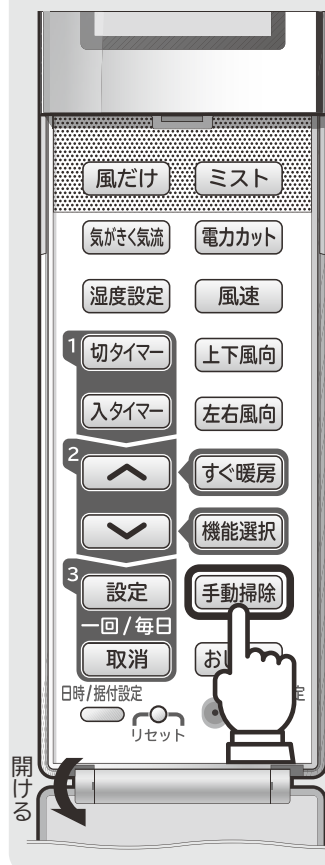 風だけ
ミスト
気がきく気流
電力カット
湿度設定
風速
1
切タイマー
上下風向
入タイマー
左右風向
2
すぐ暖房
機能選択
3
設定
手動掃除
一回/毎日
取消
お
日時/据付設定
定
リセット
開ける